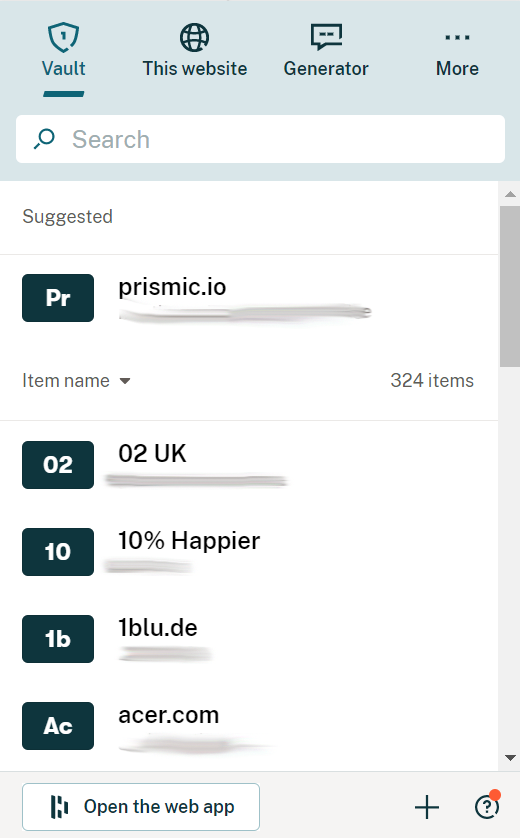 Vault
This website
Generator
More
Search
Suggested
Pr
prismic.io
Item name
324 items
02
02 UK
10
10% Happier
1b
1blu.de
Ac
acer.com
Open the web app